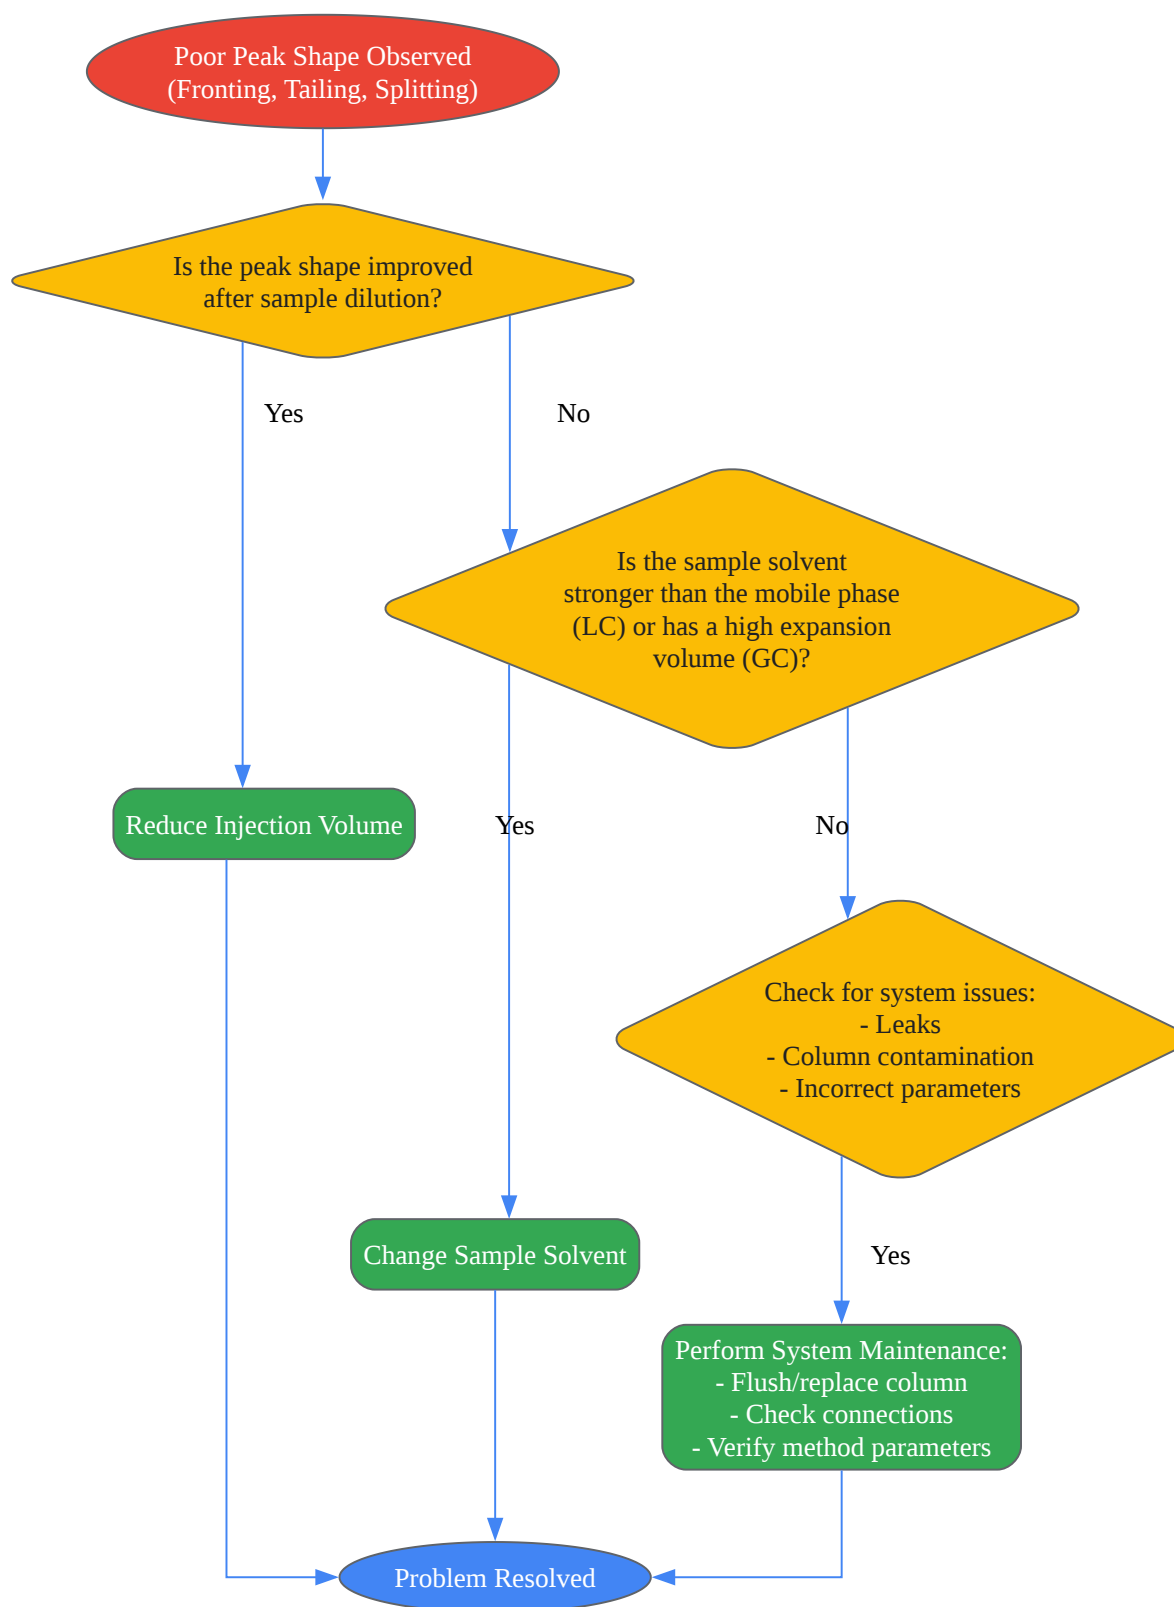 Poor Peak Shape Observed
(Fronting, Tailing, Splitting)
Is the peak shape improved
after sample dilution?
Yes
No
Is the sample solvent
stronger than the mobile phase
(LC) or has a high expansion
volume (GC)?
Reduce Injection Volume
Yes
No
Check for system issues:
- Leaks
- Column contamination
- Incorrect parameters
Change Sample Solvent
Yes
Perform System Maintenance:
- Flush/replace column
- Check connections
- Verify method parameters
Problem Resolved